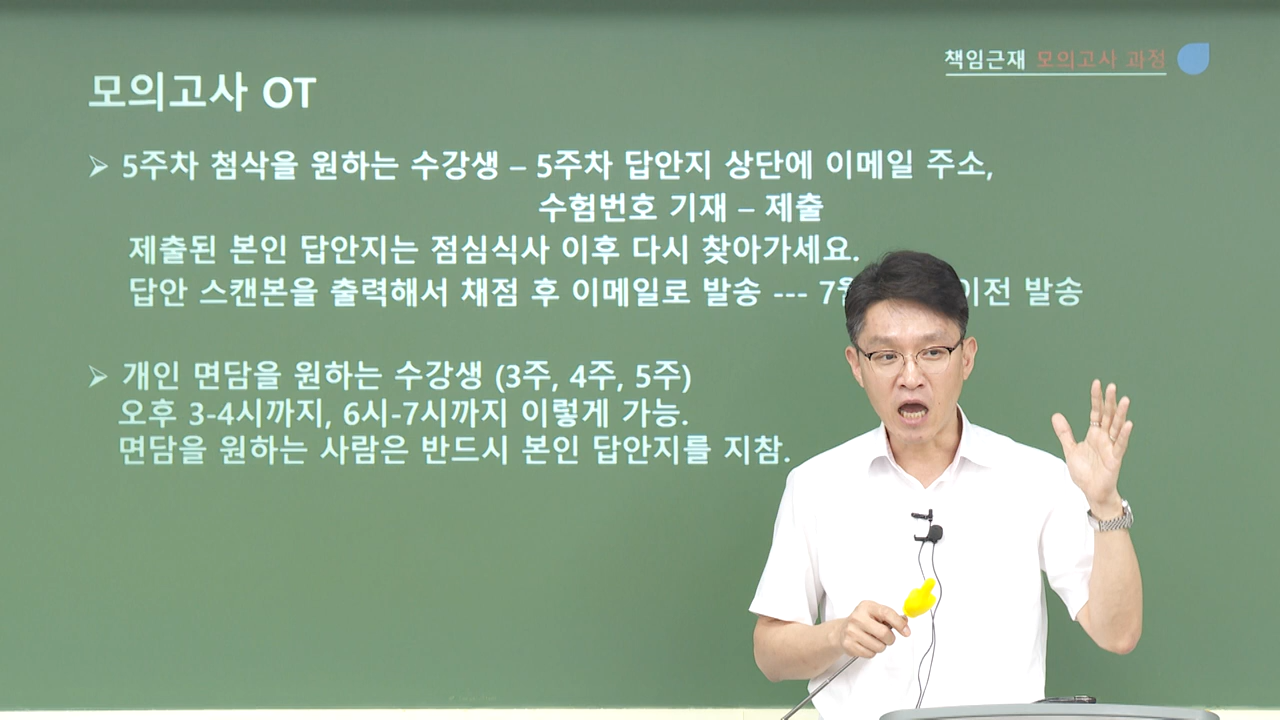 책임근재 모의고사 과정
모의고사 OT
➢ 5주차 첨삭을 원하는 수강생 – 5주차 답안지 상단에 이메일 주소,
수험번호 기재 – 제출
제출된 본인 답안지는 점심식사 이후 다시 찾아가세요.
답안 스캔본을 출력해서 채점 후 이메일로 발송 --- 7 이전 발송
➢ 개인 면담을 원하는 수강생 (3주, 4주, 5주)
오후 3-4시까지, 6시-7시까지 이렇게 가능.
면담을 원하는 사람은 반드시 본인 답안지를 지참.